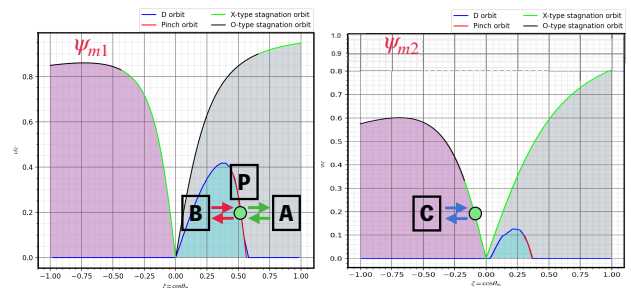 D orbit
Pinch orbit
X-type stagnation orbit
O-type stagnation orbit
D orbit
Pinch orbit
X-type stagnation orbit
O-type stagnation orbit
ψm1
ψm2
0.8
0.6
0.4
0.2
0.0
0.9
0.8
0.7
0.6
0.5
0.4
0.3
0.2
0.1
0.0
P
B
A
C
−1.00 −0.75 −0.50 −0.25 0.00 0.25 0.50 0.75 1.00
−1.00 −0.75 −0.50 −0.25 0.00 0.25 0.50 0.75 1.00